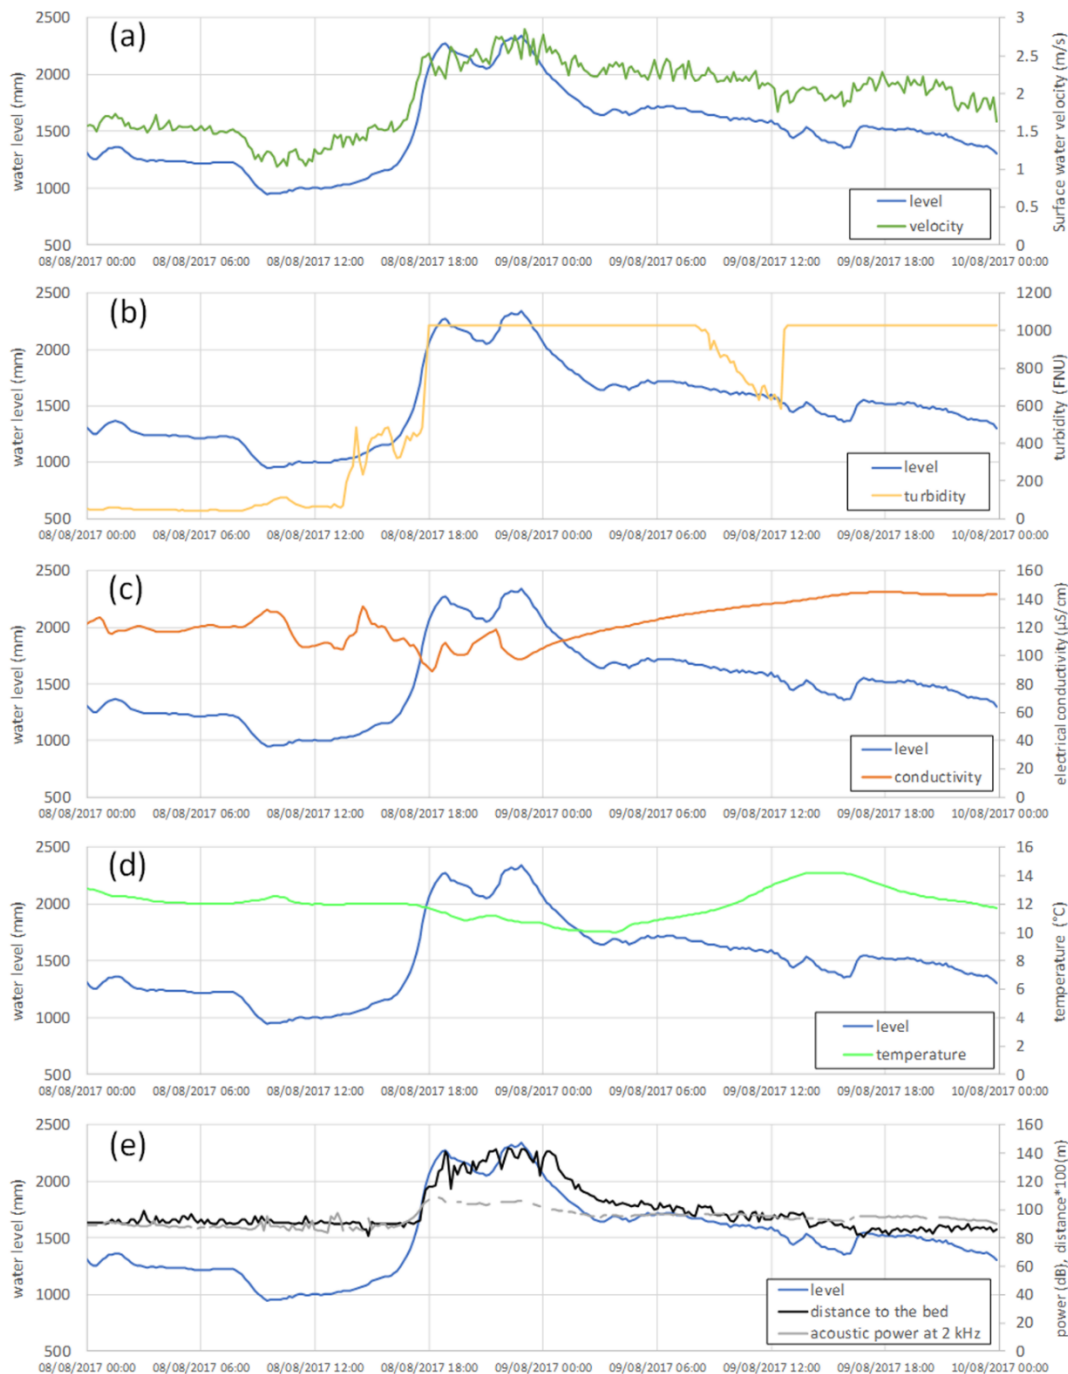 (a)
water level (mm)
2500
2000
1500
1000
500
3
2.5
2
1.5
1
0.5
0
Surface water velocity (m/s)
level
velocity
08/08/2017 00:00 08/08/2017 06:00 08/08/2017 12:00 08/08/2017 18:00 09/08/2017 00:00 09/08/2017 06:00 09/08/2017 12:00 09/08/2017 18:00 10/08/2017 00:00
(b)
water level (mm)
2500
2000
1500
1000
500
1200
1000
800
600
400
200
0
turbidity (FNU)
level
turbidity
08/08/2017 00:00 08/08/2017 06:00 08/08/2017 12:00 08/08/2017 18:00 09/08/2017 00:00 09/08/2017 06:00 09/08/2017 12:00 09/08/2017 18:00 10/08/2017 00:00
(c)
water level (mm)
2500
2000
1500
1000
500
160
140
120
100
80
60
40
20
0
electrical conductivity (µS/cm)
level
conductivity
08/08/2017 00:00 08/08/2017 06:00 08/08/2017 12:00 08/08/2017 18:00 09/08/2017 00:00 09/08/2017 06:00 09/08/2017 12:00 09/08/2017 18:00 10/08/2017 00:00
(d)
water level (mm)
2500
2000
1500
1000
500
16
14
12
10
8
6
4
2
0
temperature (°C)
level
temperature
08/08/2017 00:00 08/08/2017 06:00 08/08/2017 12:00 08/08/2017 18:00 09/08/2017 00:00 09/08/2017 06:00 09/08/2017 12:00 09/08/2017 18:00 10/08/2017 00:00
(e)
water level (mm)
2500
2000
1500
1000
500
160
140
120
100
80
60
40
20
0
power (dB), distance*100(m)
level
distance to the bed
acoustic power at 2 kHz
08/08/2017 00:00 08/08/2017 06:00 08/08/2017 12:00 08/08/2017 18:00 09/08/2017 00:00 09/08/2017 06:00 09/08/2017 12:00 09/08/2017 18:00 10/08/2017 00:00